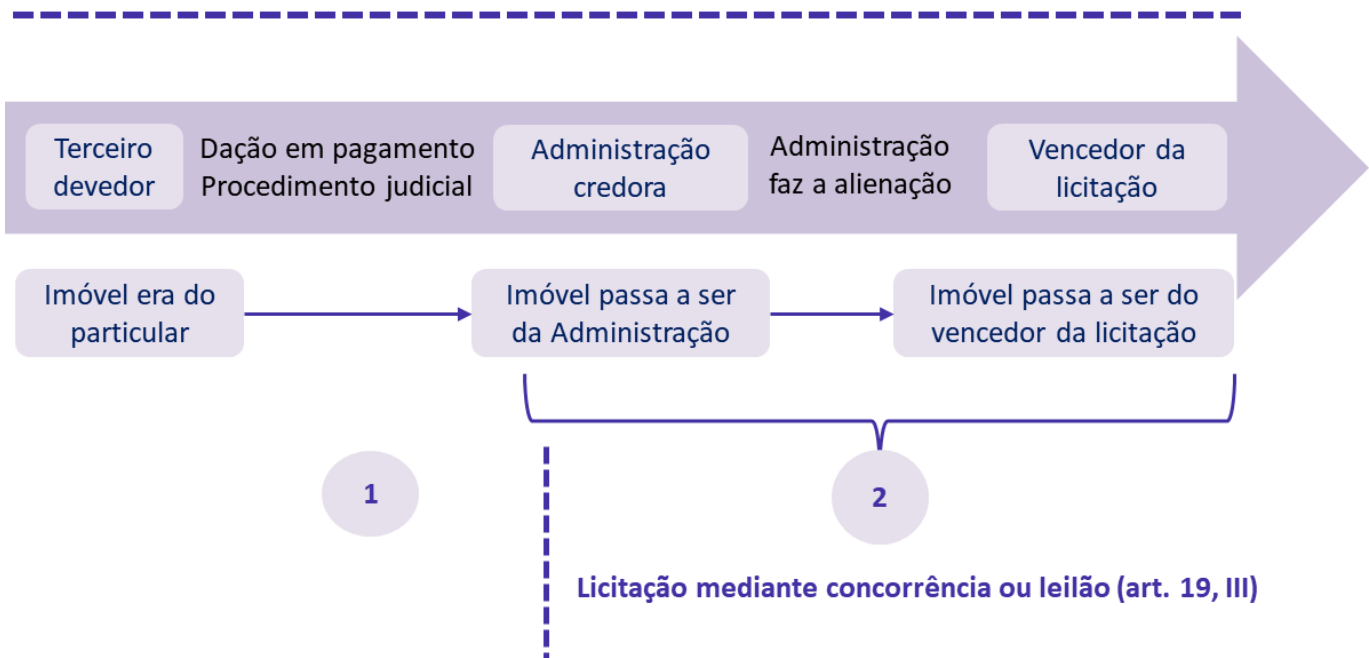 Terceiro
devedor
Dação em pagamento
Procedimento judicial
Administração
credora
Administração
faz a alienação
Vencedor da
licitação
Imóvel era do
particular
Imóvel passa a ser
da Administração
Imóvel passa a ser do
vencedor da licitação
1
2
Licitação mediante concorrência ou leilão (art. 19, III)